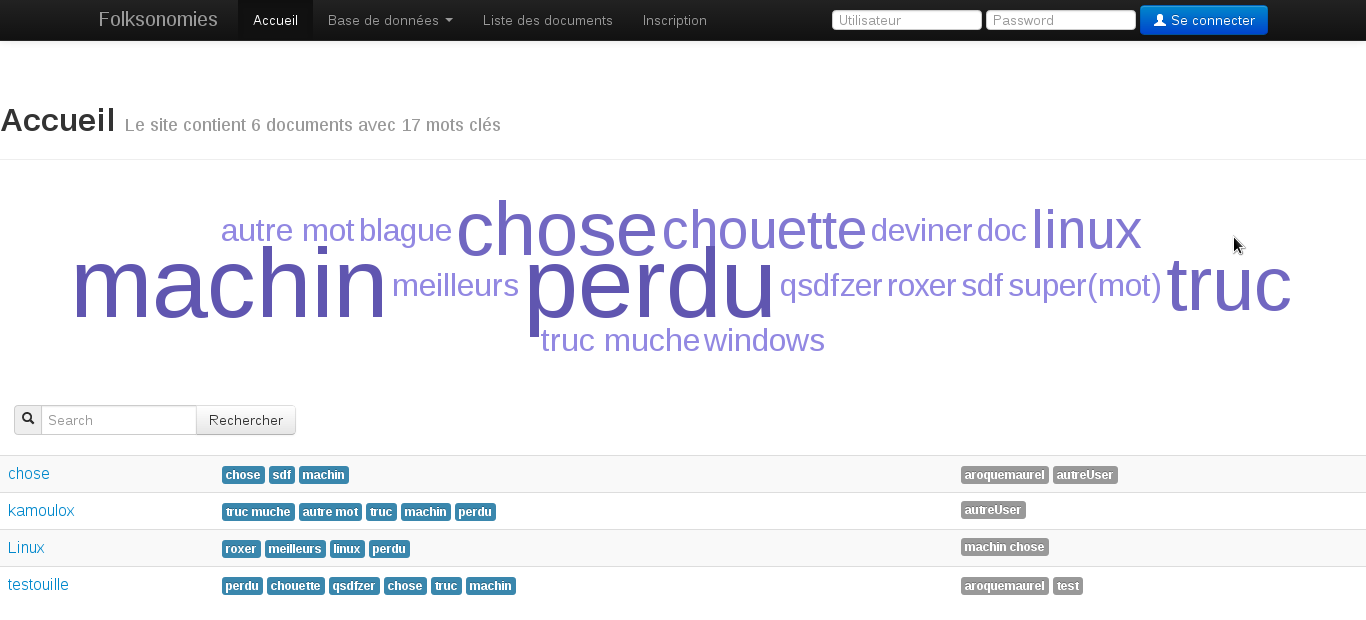 Folksonomies Accueil Base de données Liste des documents Inscription Utilisateur Password Se connecter
Accueil Le site contient 6 documents avec 17 mots clés
autre mot blague chose chouette deviner doc linux
machin meilleurs perdu qsdfzer roxer sdf super(mot) truc
truc muche windows
Search Rechercher
chose chose sdf machin aroquemaurel autreUser
kamoulox truc muche autre mot truc machin perdu autreUser
Linux roxer meilleurs linux perdu machin chose
testouille perdu chouette qsdfzer chose truc machin aroquemaurel test